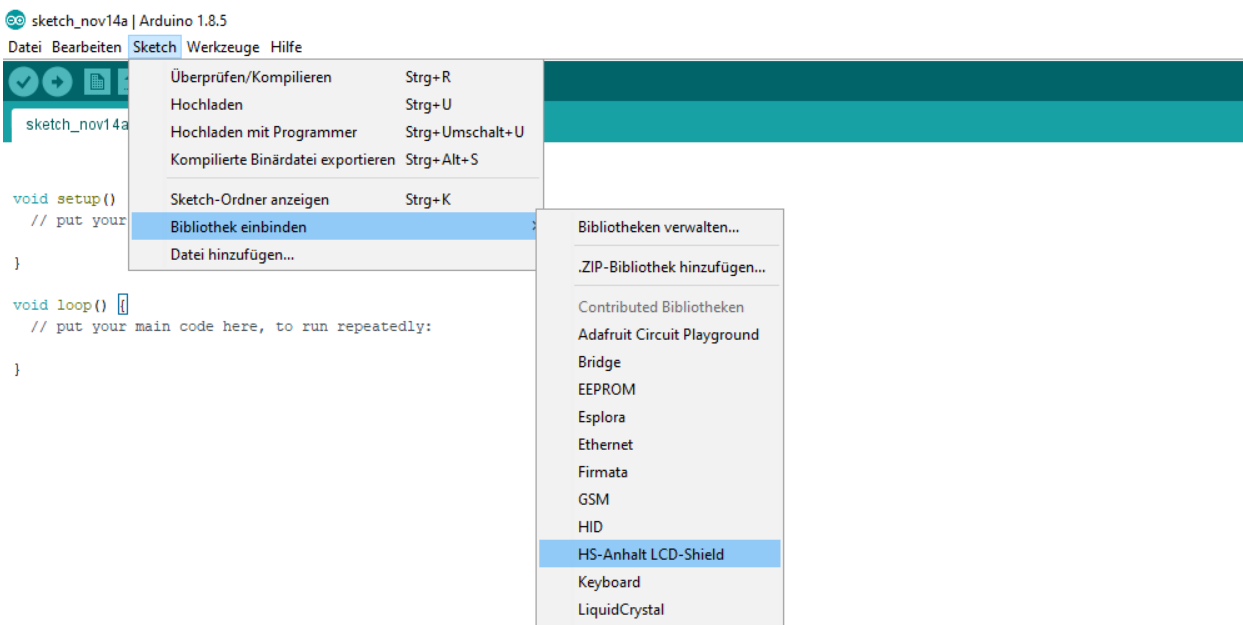 sketch_nov14a | Arduino 1.8.5
Datei Bearbeiten Sketch Werkzeuge Hilfe
Überprüfen/Kompilieren Strg+R
Hochladen Strg+U
sketch_nov14a
Hochladen mit Programmer Strg+Umschalt+U
Kompilierte Binärdatei exportieren Strg+Alt+S
Sketch-Ordner anzeigen Strg+K
Bibliothek einbinden
Datei hinzufügen...
void setup()
// put your
}
void loop() {
// put your main code here, to run repeatedly:
}
Bibliotheken verwalten...
.ZIP-Bibliothek hinzufügen...
Contributed Bibliotheken
Adafruit Circuit Playground
Bridge
EEPROM
Esplora
Ethernet
Firmata
GSM
HID
HS-Anhalt LCD-Shield
Keyboard
LiquidCrystal